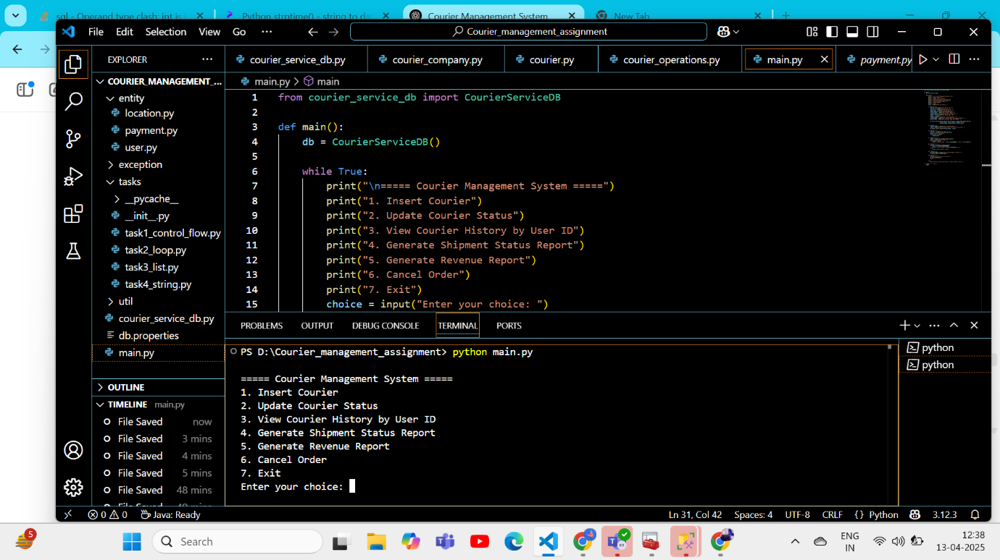 sql - Operand type clash: int is i
Python strptime() - string to dat
Courier Management System
New Tab
File Edit Selection View Go ...
Courier_management_assignment
EXPLORER ...
courier_service_db.py
courier_company.py
courier.py
courier_operations.py
main.py
payment.py
COURIER_MANAGEMENT_...
entity
location.py
payment.py
user.py
exception
tasks
__pycache__
__init__.py
task1_control_flow.py
task2_loop.py
task3_list.py
task4_string.py
util
courier_service_db.py
db.properties
main.py
OUTLINE
TIMELINE main.py
File Saved now
File Saved 3 mins
File Saved 4 mins
File Saved 5 mins
File Saved 48 mins
main.py > main
1 from courier_service_db import CourierServiceDB
2
3 def main():
4 db = CourierServiceDB()
5
6 while True:
7 print("\n===== Courier Management System =====")
8 print("1. Insert Courier")
9 print("2. Update Courier Status")
10 print("3. View Courier History by User ID")
11 print("4. Generate Shipment Status Report")
12 print("5. Generate Revenue Report")
13 print("6. Cancel Order")
14 print("7. Exit")
15 choice = input("Enter your choice: ")
PROBLEMS OUTPUT DEBUG CONSOLE TERMINAL PORTS
PS D:\Courier_management_assignment> python main.py
===== Courier Management System =====
1. Insert Courier
2. Update Courier Status
3. View Courier History by User ID
4. Generate Shipment Status Report
5. Generate Revenue Report
6. Cancel Order
7. Exit
Enter your choice:
python
python
0 0 Java: Ready
Ln 31, Col 42 Spaces: 4 UTF-8 CRLF {} Python 3.12.3
5
Search
ENG
IN
12:38
13-04-2025